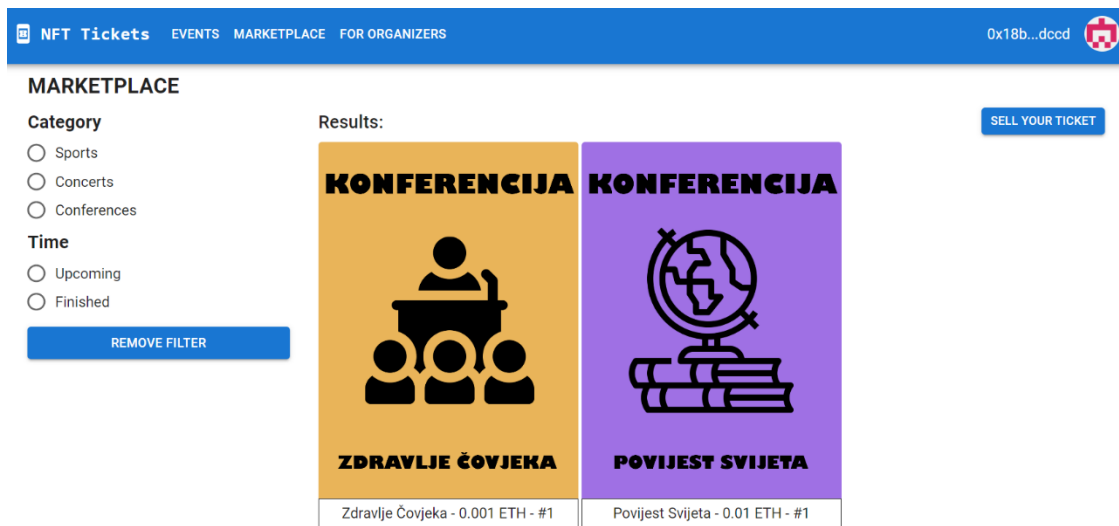 NFT Tickets EVENTS MARKETPLACE FOR ORGANIZERS 0x18b...dccd
MARKETPLACE
Category
Sports
Concerts
Conferences
Time
Upcoming
Finished
REMOVE FILTER
Results:
SELL YOUR TICKET
KONFERENCIJA
ZDRAVLJE ČOVJEKA
Zdravlje Čovjeka - 0.001 ETH - #1
KONFERENCIJA
POVIJEST SVIJETA
Povijest Svijeta - 0.01 ETH - #1